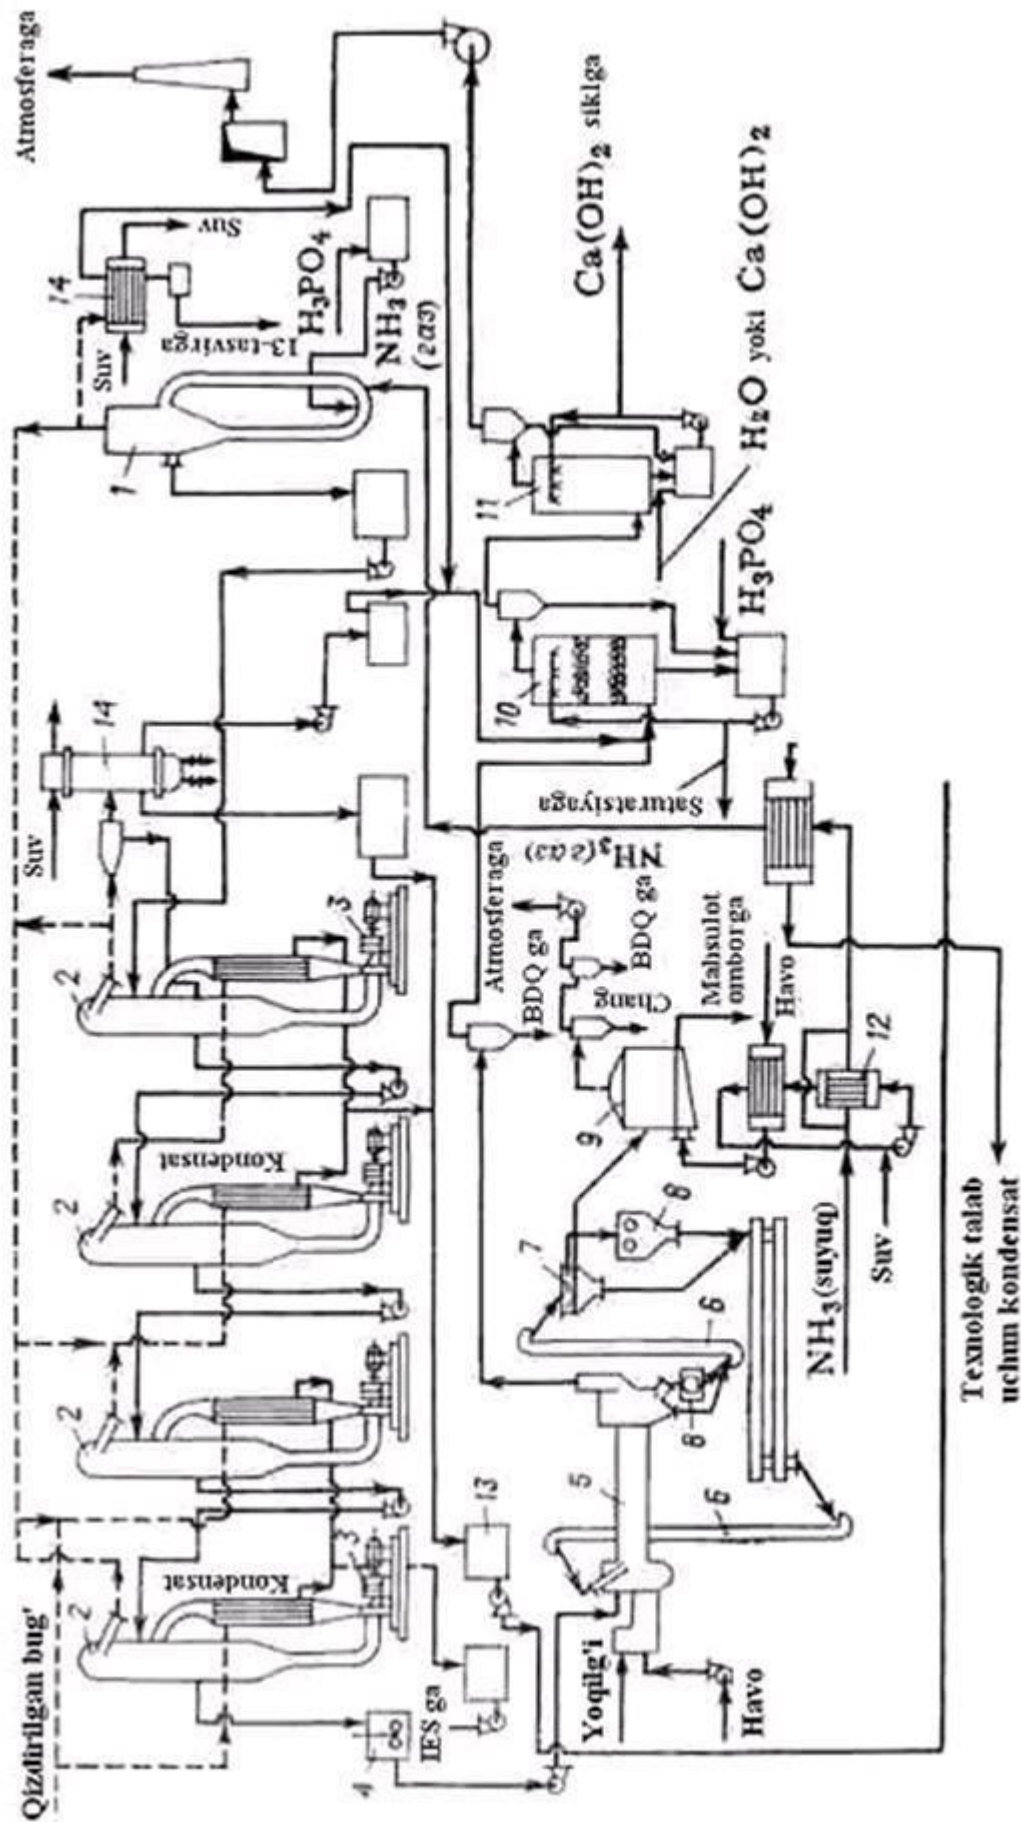 Atmosferaga
14
Suv
Suv
13-tasvirga
H₃PO₄
NH₃
(газ)
1
Ca(OH)₂ siklga
H₂O yoki Ca(OH)₂
11
H₃PO₄
10
Saturatsiyaga
Suv
14
NH₃(газ)
Atmosferaga
BDQ ga
BDQ ga
Chang
Mahsulot
omborga
Havo
12
9
2
3
2
Kondensat
8
7
6
NH₃(suyuq)
Suv
Texnologik talab
uchun kondensat
2
8
5
6
13
2
Kondensat
3
Qizdirilgan bug'
4
IES ga
Yoqilg'i
Havo